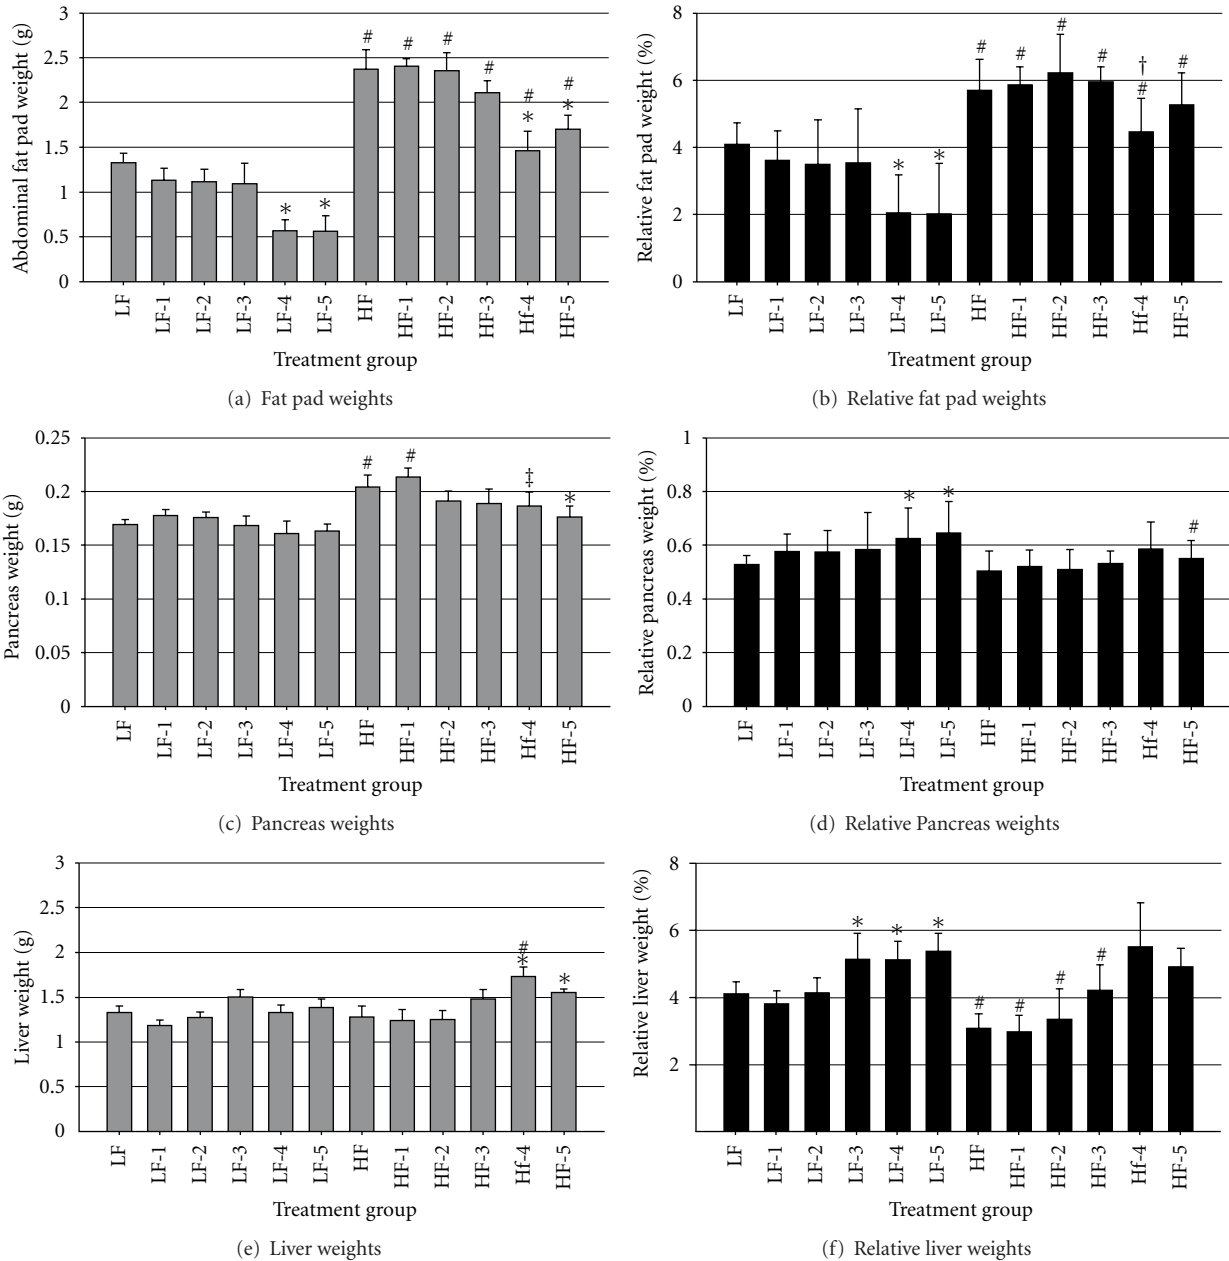 Abdominal fat pad weight (g)
3
2.5
2
1.5
1
0.5
0
* * # # # # # * # *
LF LF-1 LF-2 LF-3 LF-4 LF-5 HF HF-1 HF-2 HF-3 Hf-4 HF-5
Treatment group
(a) Fat pad weights
Relative fat pad weight (%)
8
6
4
2
0
* * # # # # † # #
LF LF-1 LF-2 LF-3 LF-4 LF-5 HF HF-1 HF-2 HF-3 Hf-4 HF-5
Treatment group
(b) Relative fat pad weights
Pancreas weight (g)
0.25
0.2
0.15
0.1
0.05
0
# # ‡ *
LF LF-1 LF-2 LF-3 LF-4 LF-5 HF HF-1 HF-2 HF-3 Hf-4 HF-5
Treatment group
(c) Pancreas weights
Relative pancreas weight (%)
1
0.8
0.6
0.4
0.2
0
* * #
LF LF-1 LF-2 LF-3 LF-4 LF-5 HF HF-1 HF-2 HF-3 Hf-4 HF-5
Treatment group
(d) Relative Pancreas weights
Liver weight (g)
3
2.5
2
1.5
1
0.5
0
# * *
LF LF-1 LF-2 LF-3 LF-4 LF-5 HF HF-1 HF-2 HF-3 Hf-4 HF-5
Treatment group
(e) Liver weights
Relative liver weight (%)
8
6
4
2
* * * # # # #
LF LF-1 LF-2 LF-3 LF-4 LF-5 HF HF-1 HF-2 HF-3 Hf-4 HF-5
Treatment group
(f) Relative liver weights